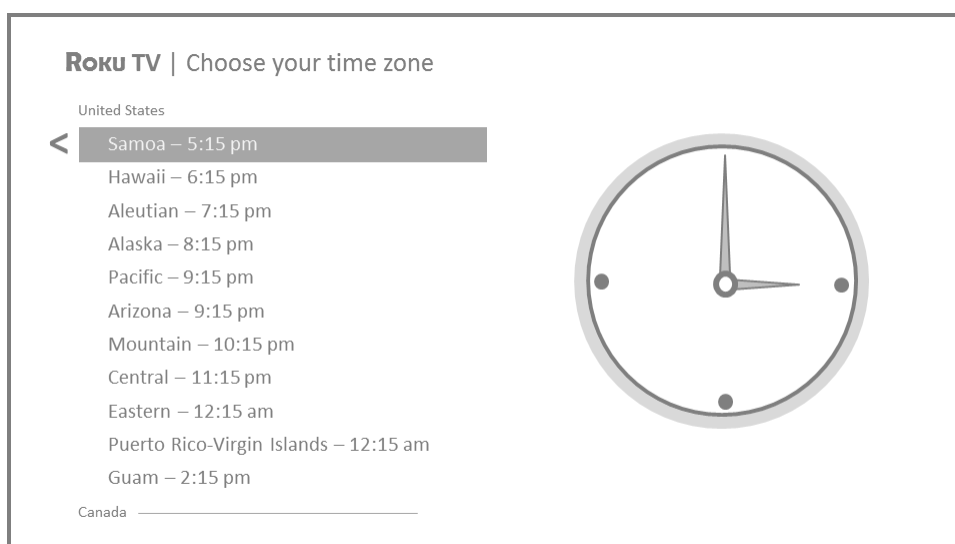 ROKU TV | Choose your time zone
United States
< Samoa – 5:15 pm
Hawaii – 6:15 pm
Aleutian – 7:15 pm
Alaska – 8:15 pm
Pacific – 9:15 pm
Arizona – 9:15 pm
Mountain – 10:15 pm
Central – 11:15 pm
Eastern – 12:15 am
Puerto Rico-Virgin Islands – 12:15 am
Guam – 2:15 pm
Canada